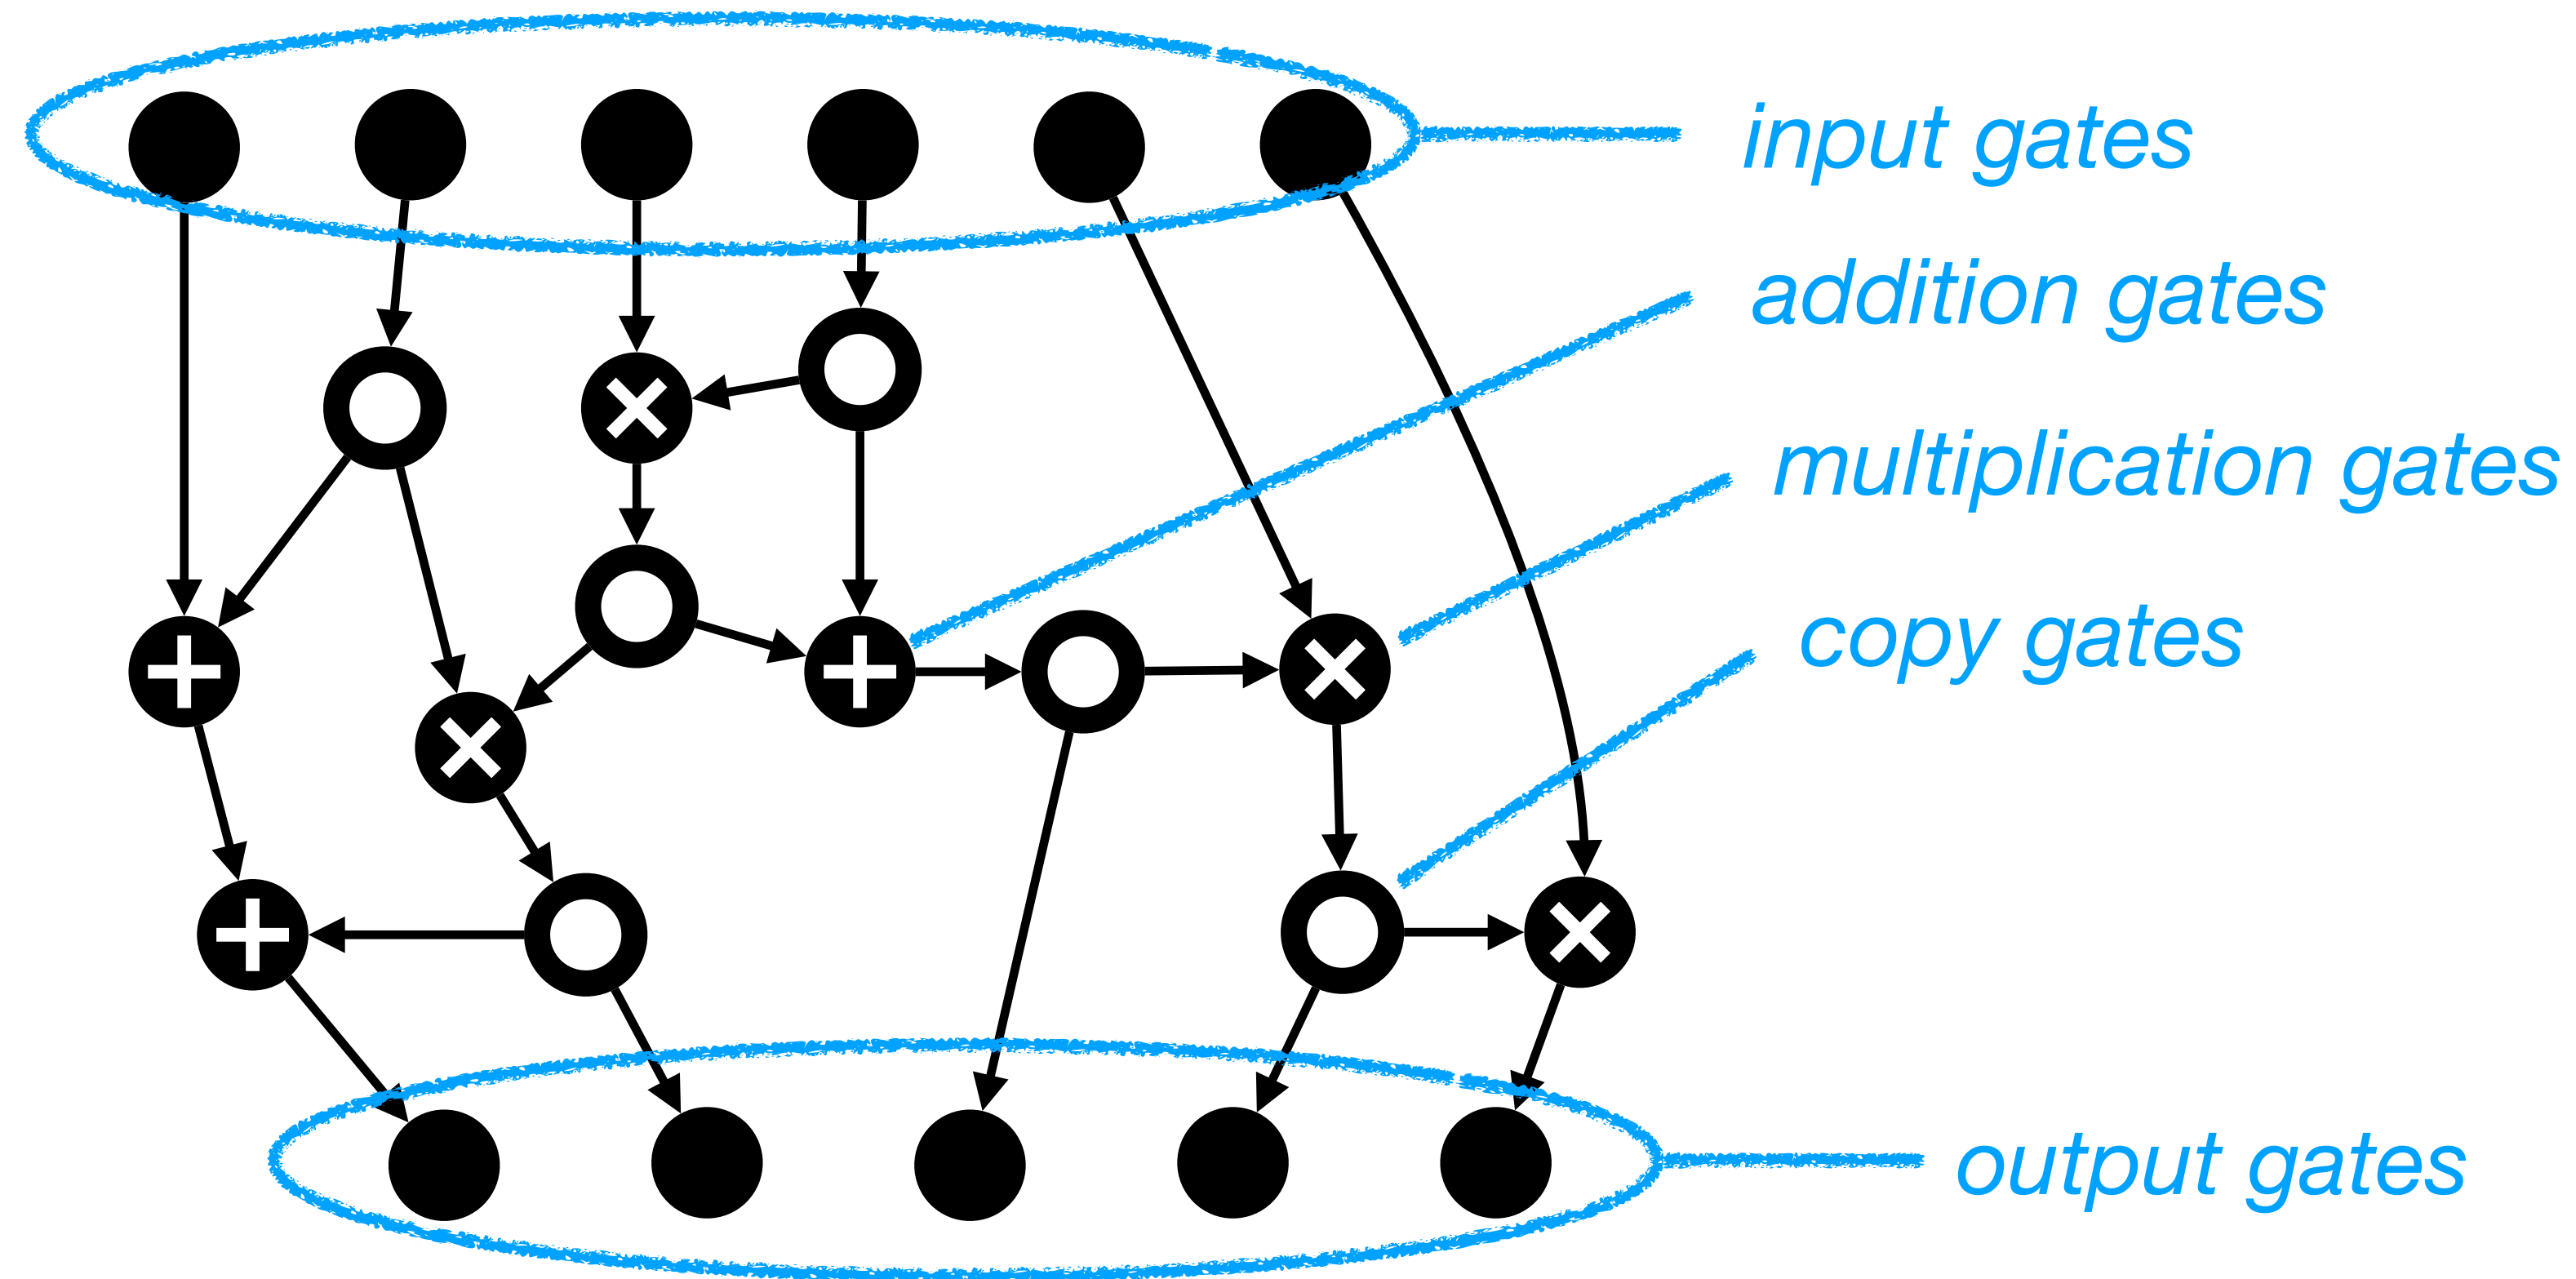 input gates
addition gates
multiplication gates
copy gates
output gates